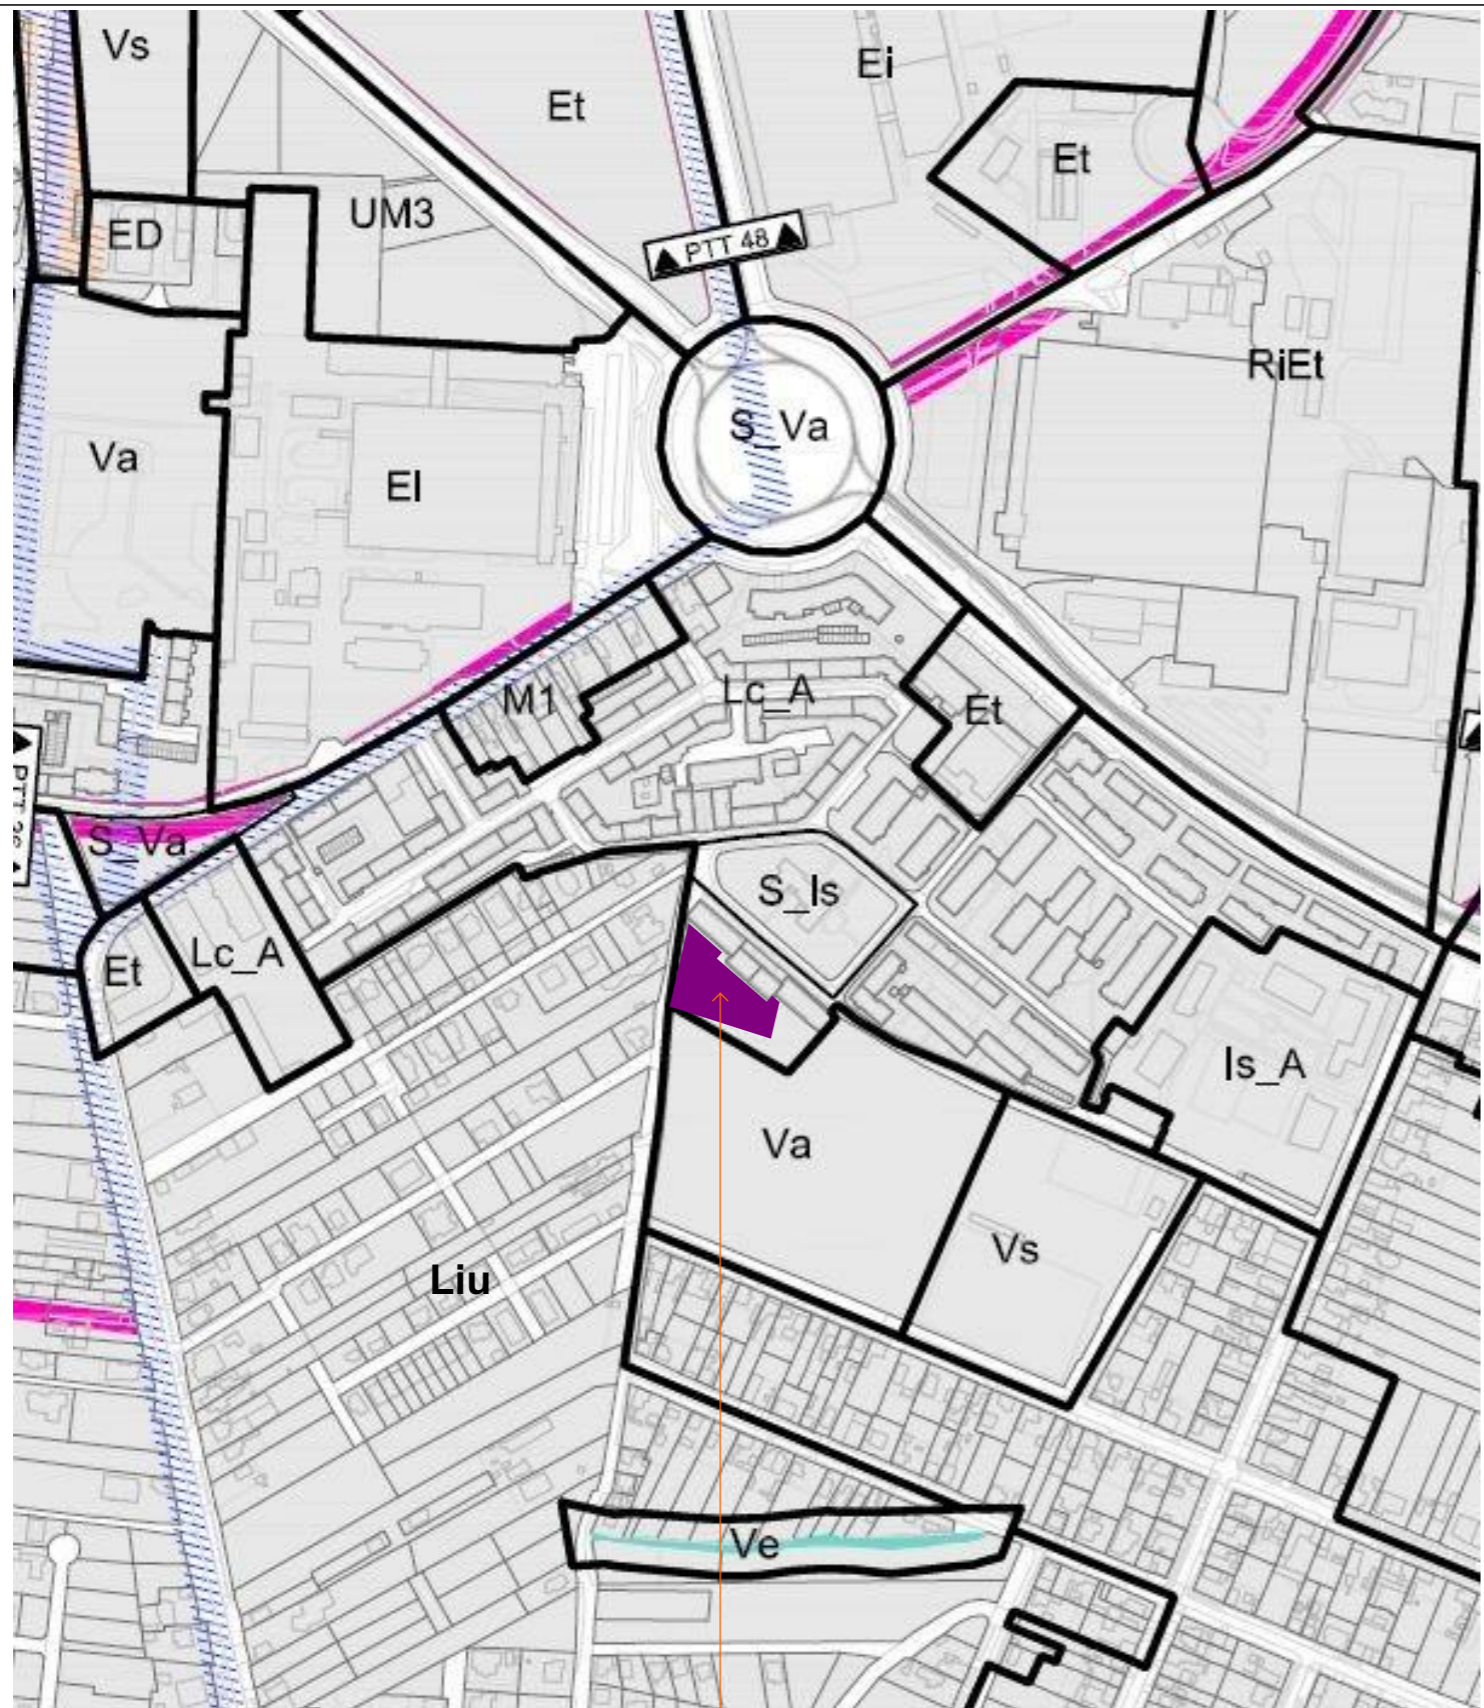 Vs
Et
Ei
Et
ED
UM3
PTT 48
RiEt
S_Va
Va
EI
M1
Lc_A
Et
S_Va
S_Is
Et
Lc_A
Is_A
Va
Vs
Liu
Ve